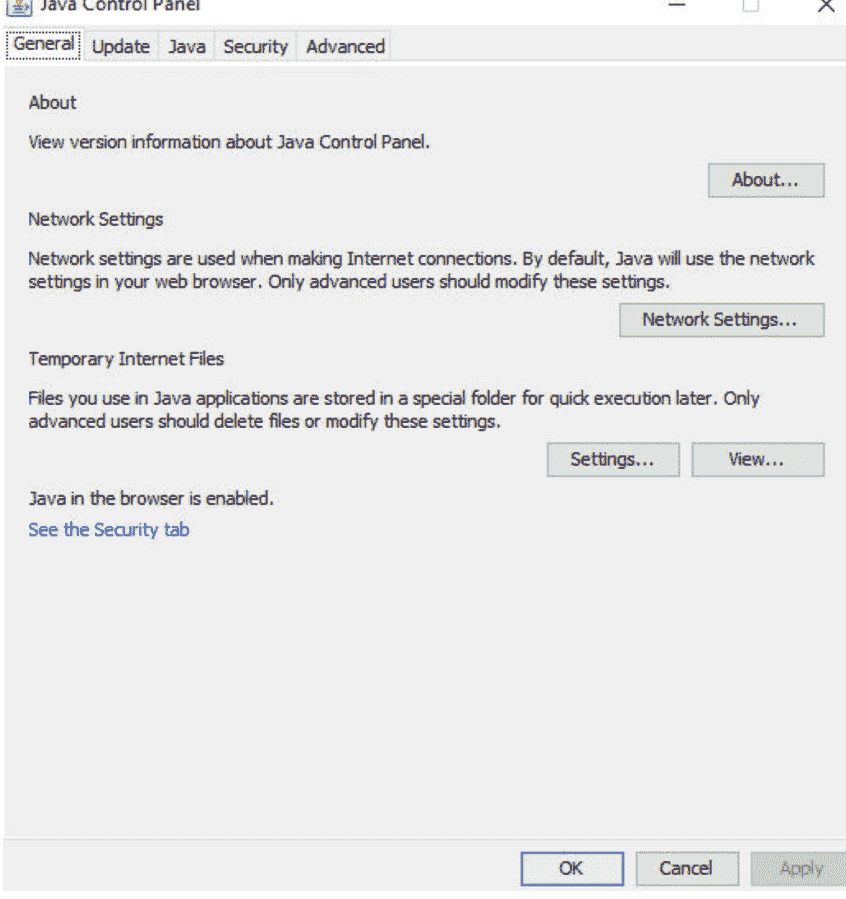 Java Control Panel
General Update Java Security Advanced
About
View version information about Java Control Panel.
About...
Network Settings
Network settings are used when making Internet connections. By default, Java will use the network
settings in your web browser. Only advanced users should modify these settings.
Network Settings...
Temporary Internet Files
Files you use in Java applications are stored in a special folder for quick execution later. Only
advanced users should delete files or modify these settings.
Settings... View...
Java in the browser is enabled.
See the Security tab
OK Cancel Apply